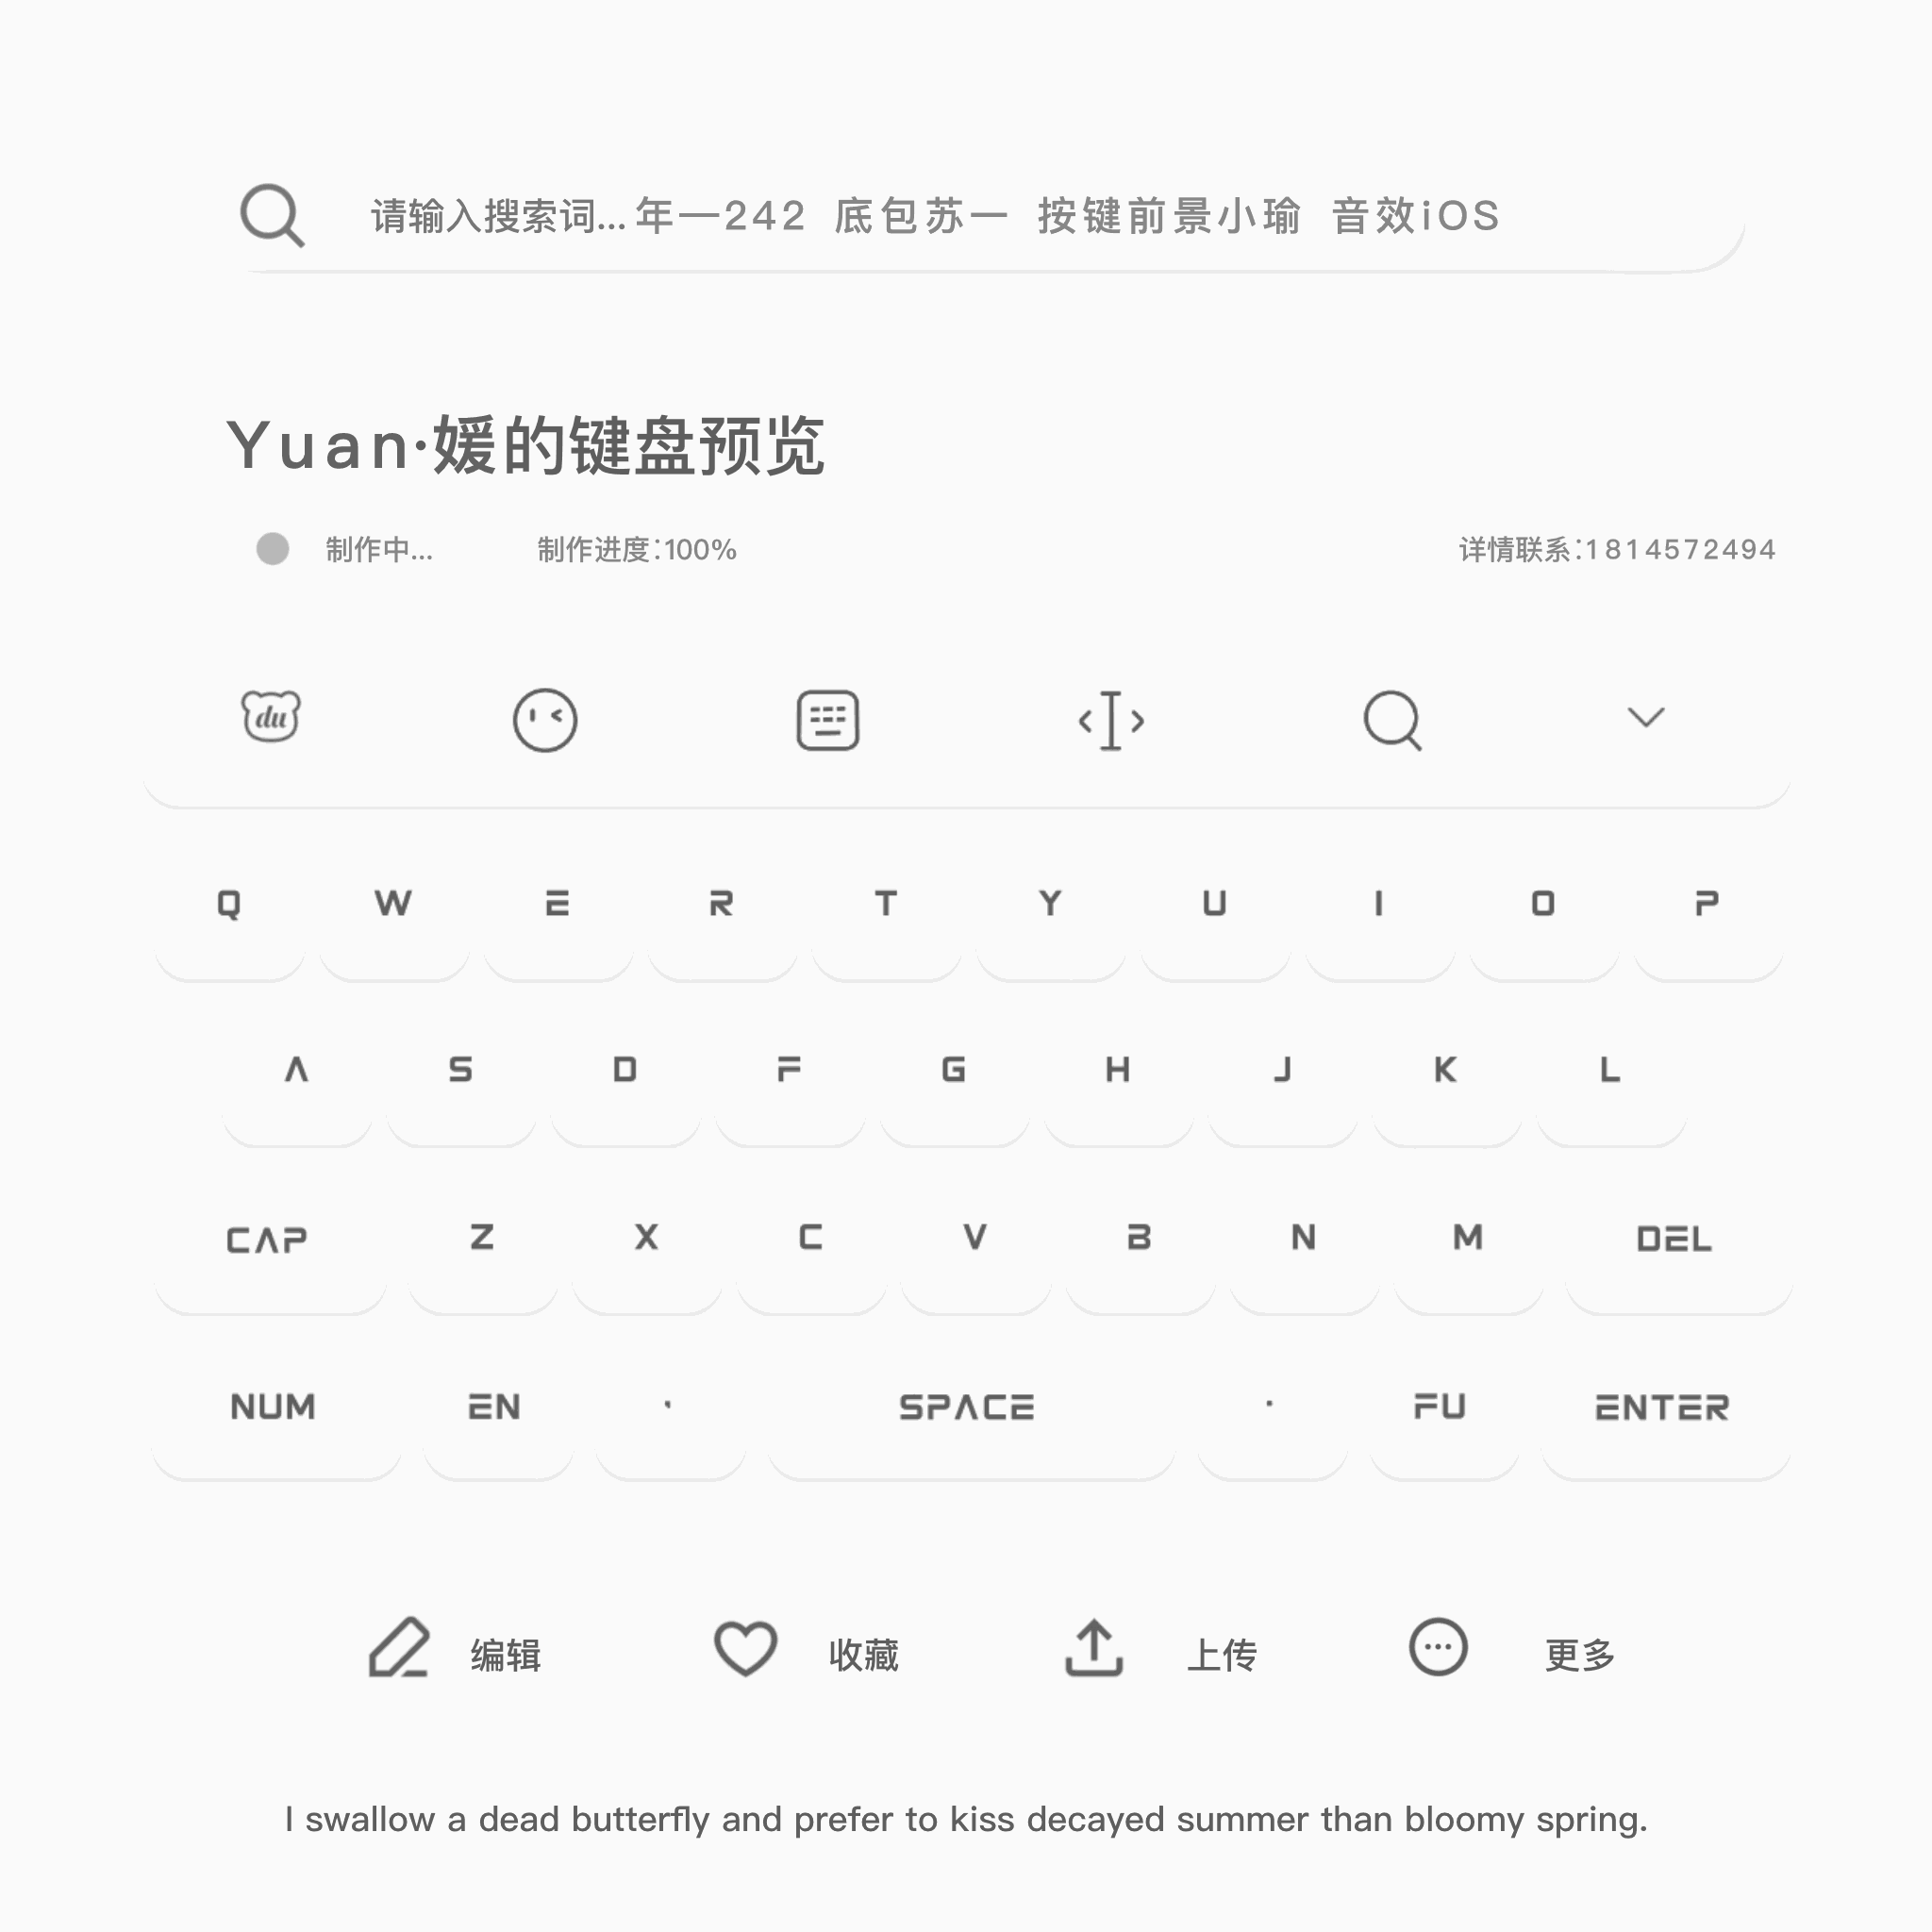 请输入搜索词... 年一242 底包苏一 按键前景小瑜 音效iOS
Yuan·媛的键盘预览
制作中... 制作进度:100% 详情联系:1814572494
du
Q W E R T Y U I O P
A S D F G H J K L
CAP Z X C V B N M DEL
NUM EN , SPACE . FU ENTER
编辑 收藏 上传 更多
I swallow a dead butterfly and prefer to kiss decayed summer than bloomy spring.